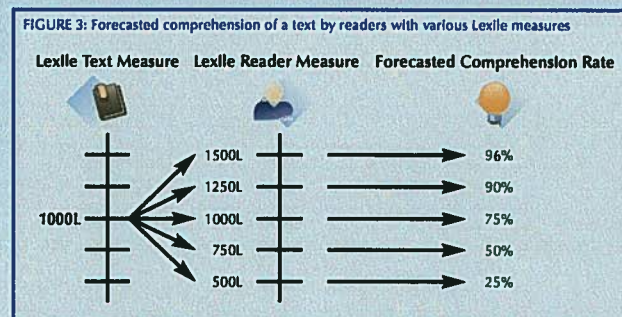 FIGURE 3: Forecasted comprehension of a text by readers with various Lexile measures
Lexile Text Measure Lexile Reader Measure Forecasted Comprehension Rate
1500L 96%
1250L 90%
1000L 1000L 75%
750L 50%
500L 25%